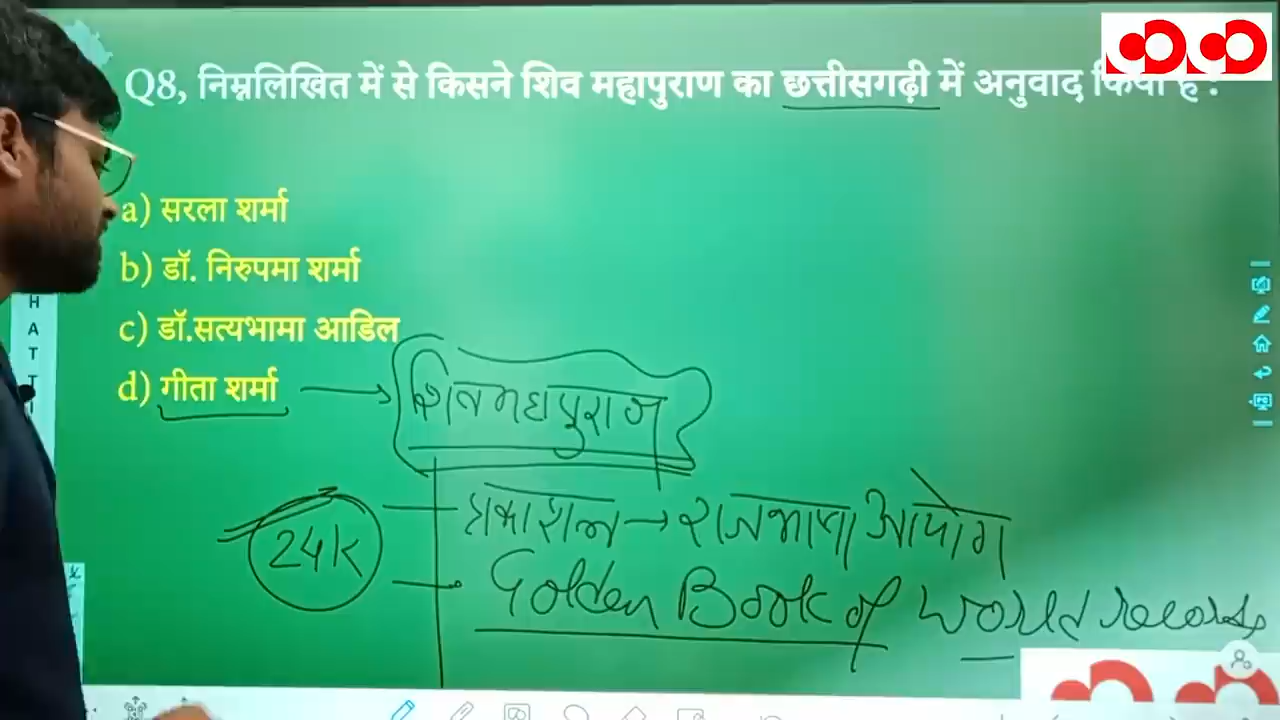 Q8, निम्नलिखित में से किसने शिव महापुराण का छत्तीसगढ़ी में अनुवाद किया है ?
a) सरला शर्मा
b) डॉ. निरुपमा शर्मा
c) डॉ.सत्यभामा आडिल
d) गीता शर्मा
शिवमहापुराण
प्रकाशन → राजभाषा आयोग
24K
Golden Book of World records
H
A
T
T
I